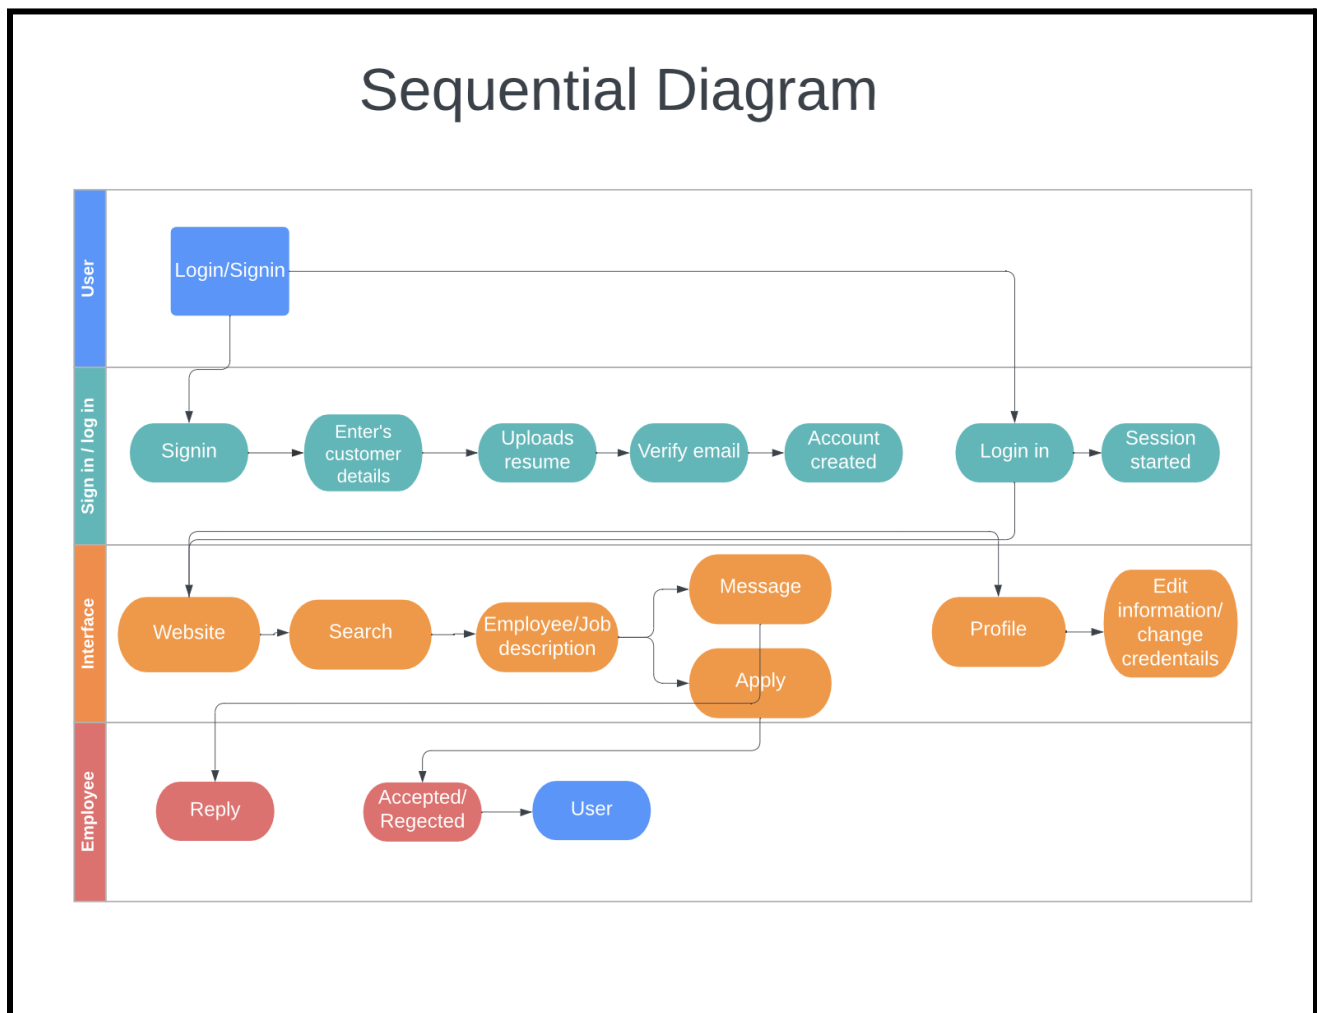 Sequential Diagram
User
Login/Signin
Sign in / log in
Signin
Enter's
customer
details
Uploads
resume
Verify email
Account
created
Login in
Session
started
Interface
Website
Search
Employee/Job
description
Message
Apply
Profile
Edit
information/
change
credentails
Employee
Reply
Accepted/
Regected
User